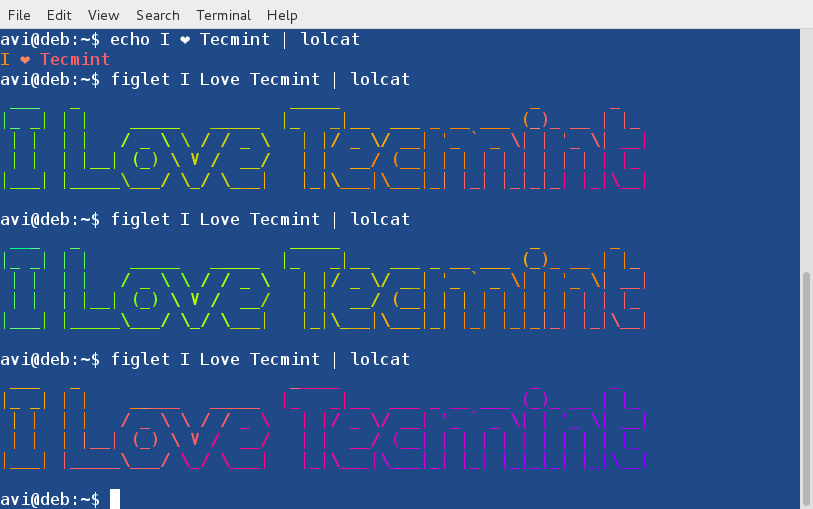 File Edit View Search Terminal Help
avi@deb:~$ echo I ❤ Tecmint | lolcat
I ❤ Tecmint
avi@deb:~$ figlet I Love Tecmint | lolcat
I Love Tecmint
avi@deb:~$ figlet I Love Tecmint | lolcat
I Love Tecmint
avi@deb:~$ figlet I Love Tecmint | lolcat
I Love Tecmint
avi@deb:~$